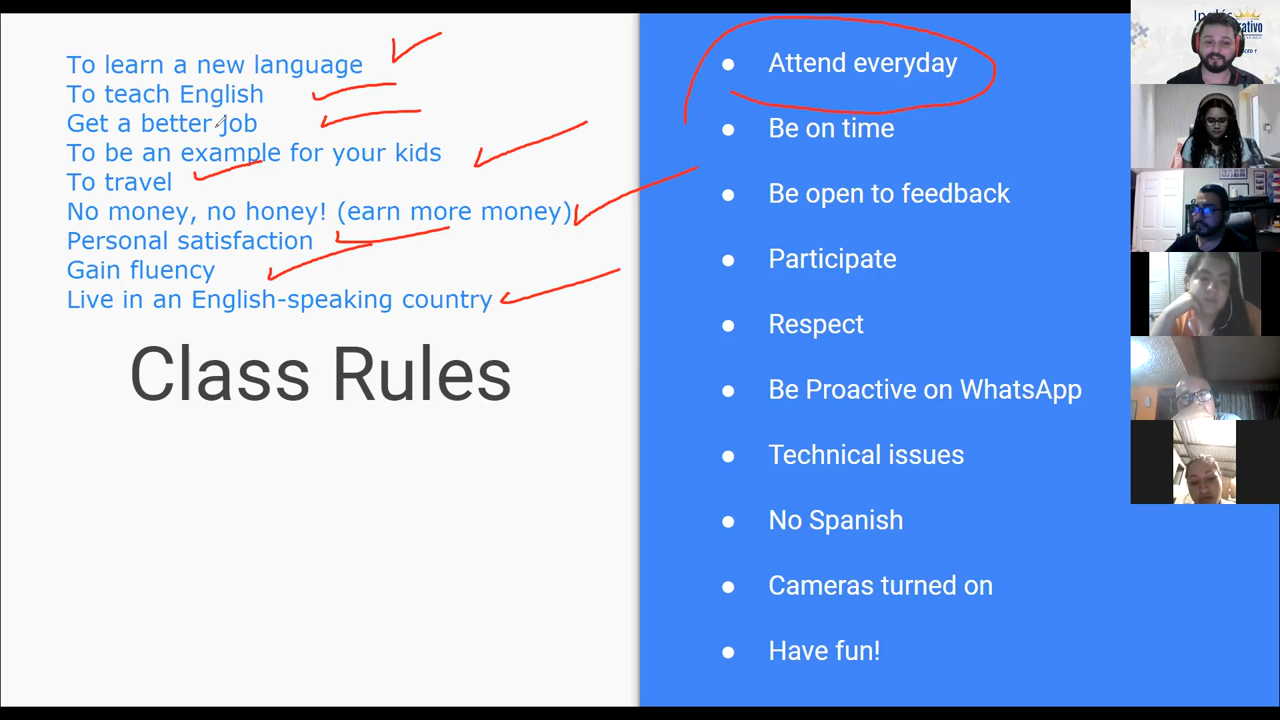 To learn a new language
To teach English
Get a better job
To be an example for your kids
To travel
No money, no honey! (earn more money)
Personal satisfaction
Gain fluency
Live in an English-speaking country
Class Rules
Attend everyday
Be on time
Be open to feedback
Participate
Respect
Be Proactive on WhatsApp
Technical issues
No Spanish
Cameras turned on
Have fun!